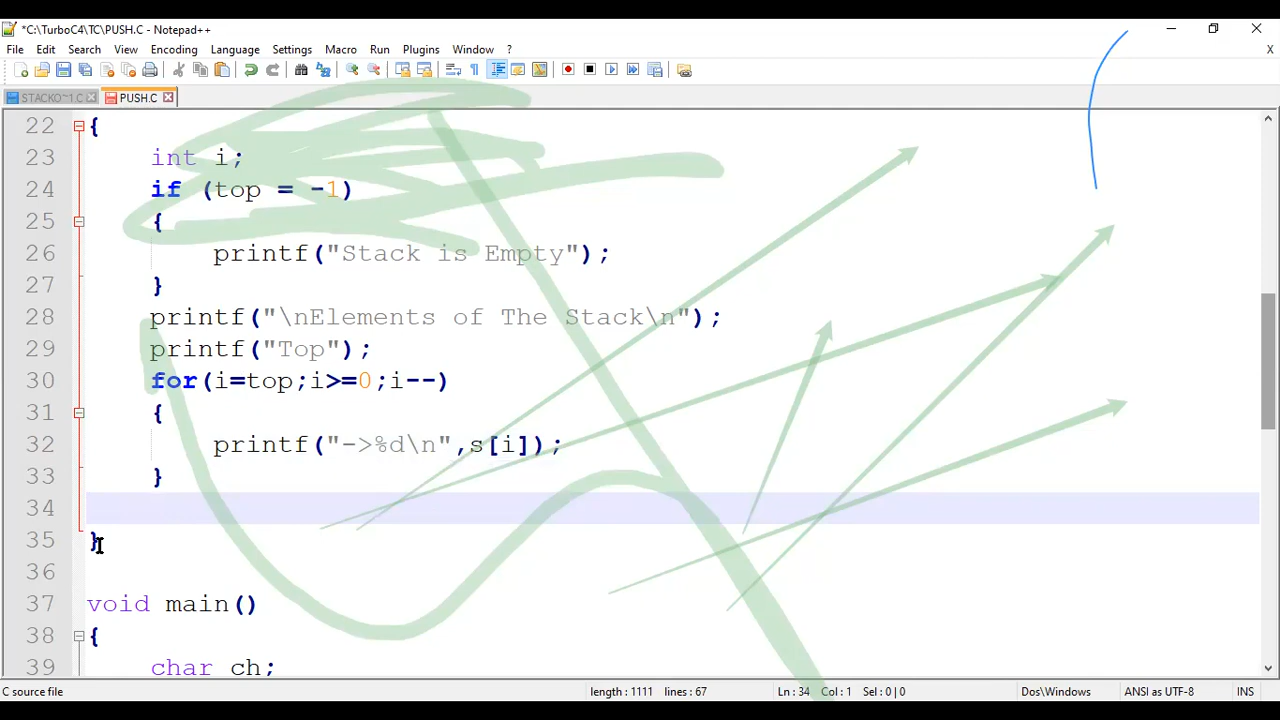 *C:\TurboC4\TC\PUSH.C - Notepad++
File Edit Search View Encoding Language Settings Tools Macro Run Plugins Window ?
X
STACKO~1.C PUSH.C
22 {
23 int i;
24 if (top = -1)
25 {
26 printf("Stack is Empty");
27 }
28 printf("\nElements of The Stack\n");
29 printf("Top");
30 for(i=top;i>=0;i--)
31 {
32 printf("->%d\n",s[i]);
33 }
34
35 }
36
37 void main()
38 {
39 char ch;
C source file length : 1111 lines : 67 Ln : 34 Col : 1 Sel : 0 | 0 Dos\Windows ANSI as UTF-8 INS